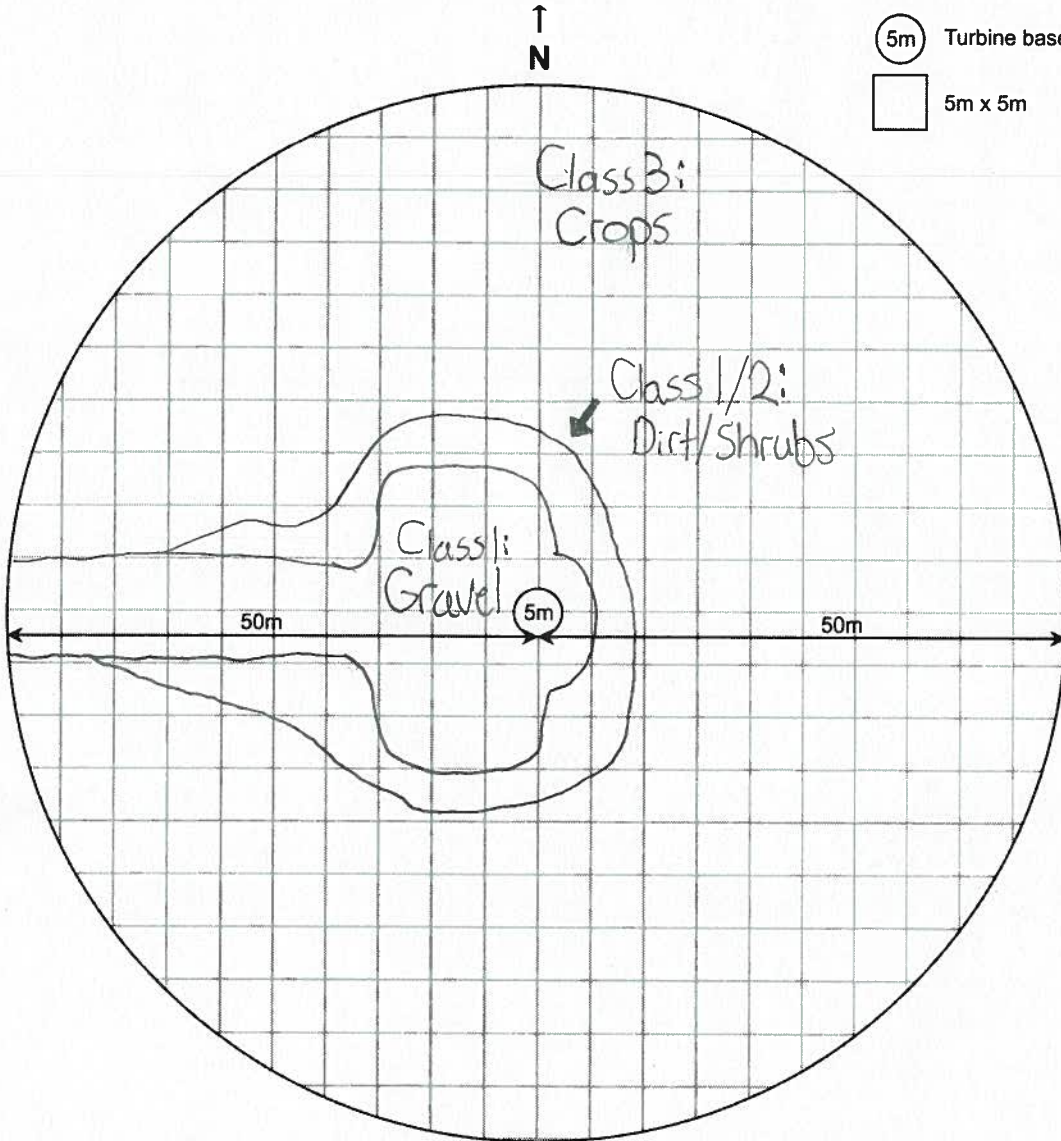 ↑
N
5m Turbine base
5m x 5m
Class 3:
Crops
Class 1/2:
Dirt/Shrubs
Class 1:
Gravel
5m
50m
50m